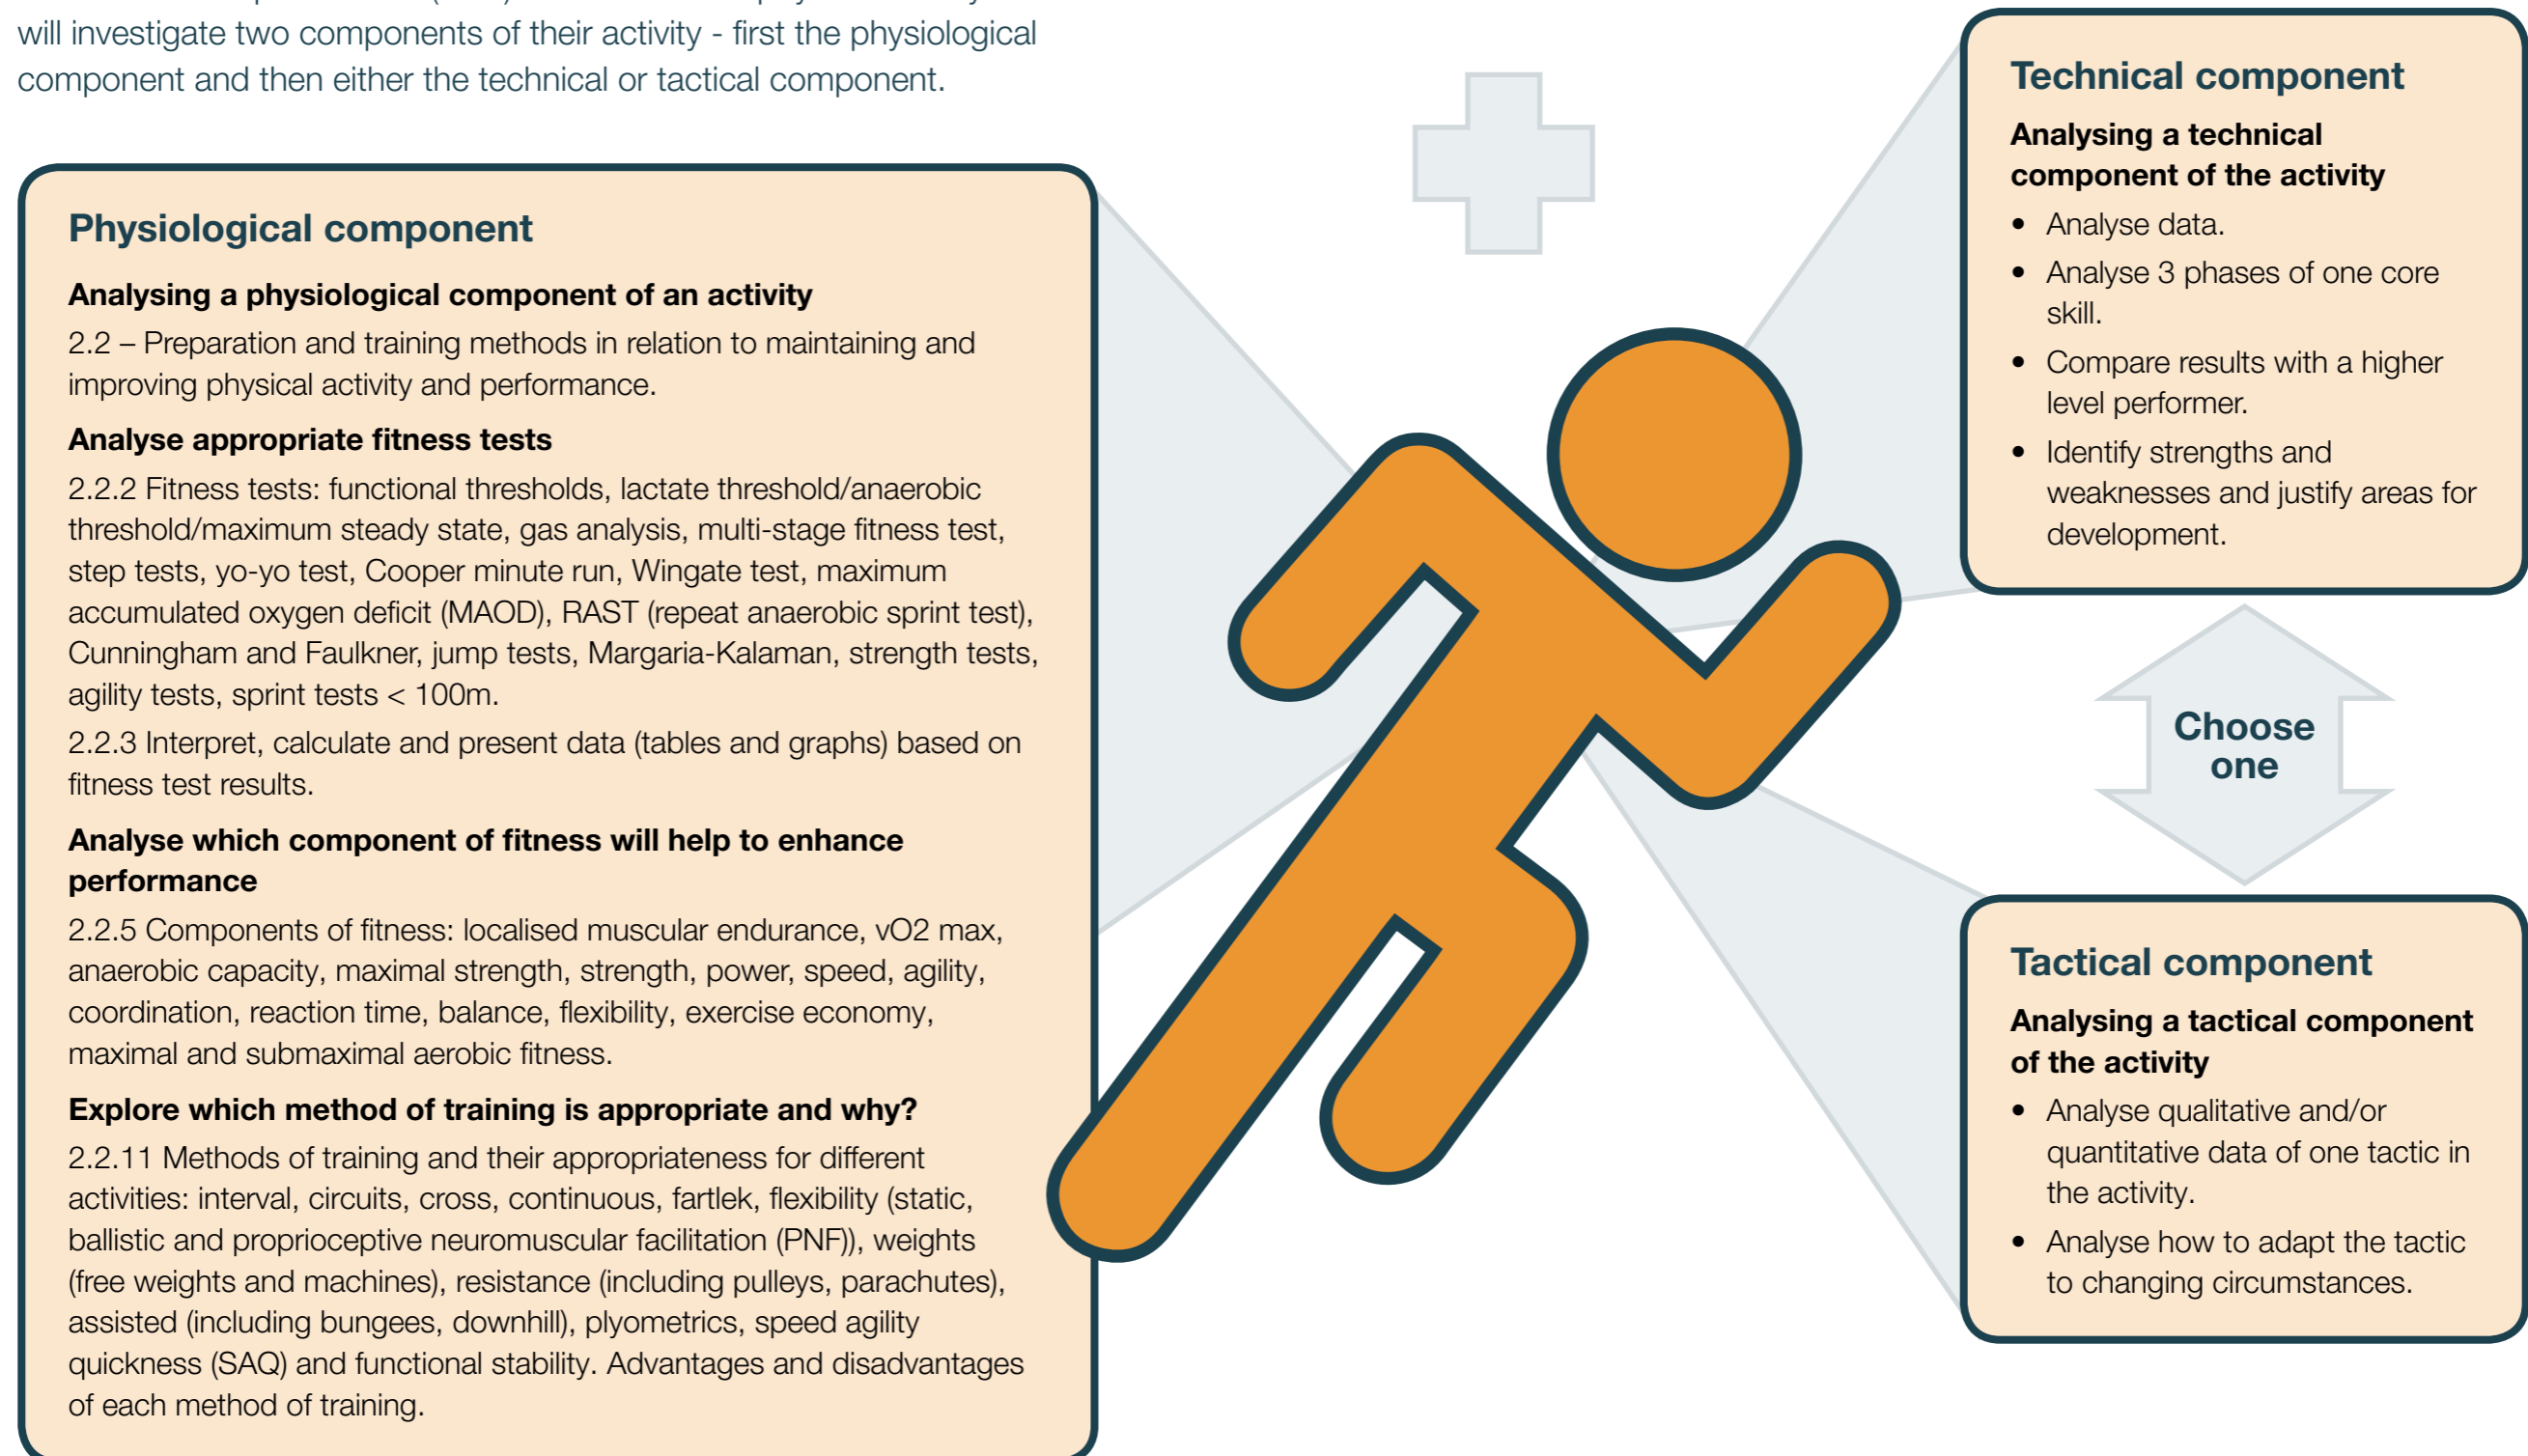 will investigate two components of their activity - first the physiological
component and then either the technical or tactical component.
Physiological component
Analysing a physiological component of an activity
2.2 – Preparation and training methods in relation to maintaining and
improving physical activity and performance.
Analyse appropriate fitness tests
2.2.2 Fitness tests: functional thresholds, lactate threshold/anaerobic
threshold/maximum steady state, gas analysis, multi-stage fitness test,
step tests, yo-yo test, Cooper minute run, Wingate test, maximum
accumulated oxygen deficit (MAOD), RAST (repeat anaerobic sprint test),
Cunningham and Faulkner, jump tests, Margaria-Kalaman, strength tests,
agility tests, sprint tests < 100m.
2.2.3 Interpret, calculate and present data (tables and graphs) based on
fitness test results.
Analyse which component of fitness will help to enhance
performance
2.2.5 Components of fitness: localised muscular endurance, vO2 max,
anaerobic capacity, maximal strength, strength, power, speed, agility,
coordination, reaction time, balance, flexibility, exercise economy,
maximal and submaximal aerobic fitness.
Explore which method of training is appropriate and why?
2.2.11 Methods of training and their appropriateness for different
activities: interval, circuits, cross, continuous, fartlek, flexibility (static,
ballistic and proprioceptive neuromuscular facilitation (PNF)), weights
(free weights and machines), resistance (including pulleys, parachutes),
assisted (including bungees, downhill), plyometrics, speed agility
quickness (SAQ) and functional stability. Advantages and disadvantages
of each method of training.
Technical component
Analysing a technical
component of the activity
• Analyse data.
• Analyse 3 phases of one core
skill.
• Compare results with a higher
level performer.
• Identify strengths and
weaknesses and justify areas for
development.
Choose
one
Tactical component
Analysing a tactical component
of the activity
• Analyse qualitative and/or
quantitative data of one tactic in
the activity.
• Analyse how to adapt the tactic
to changing circumstances.